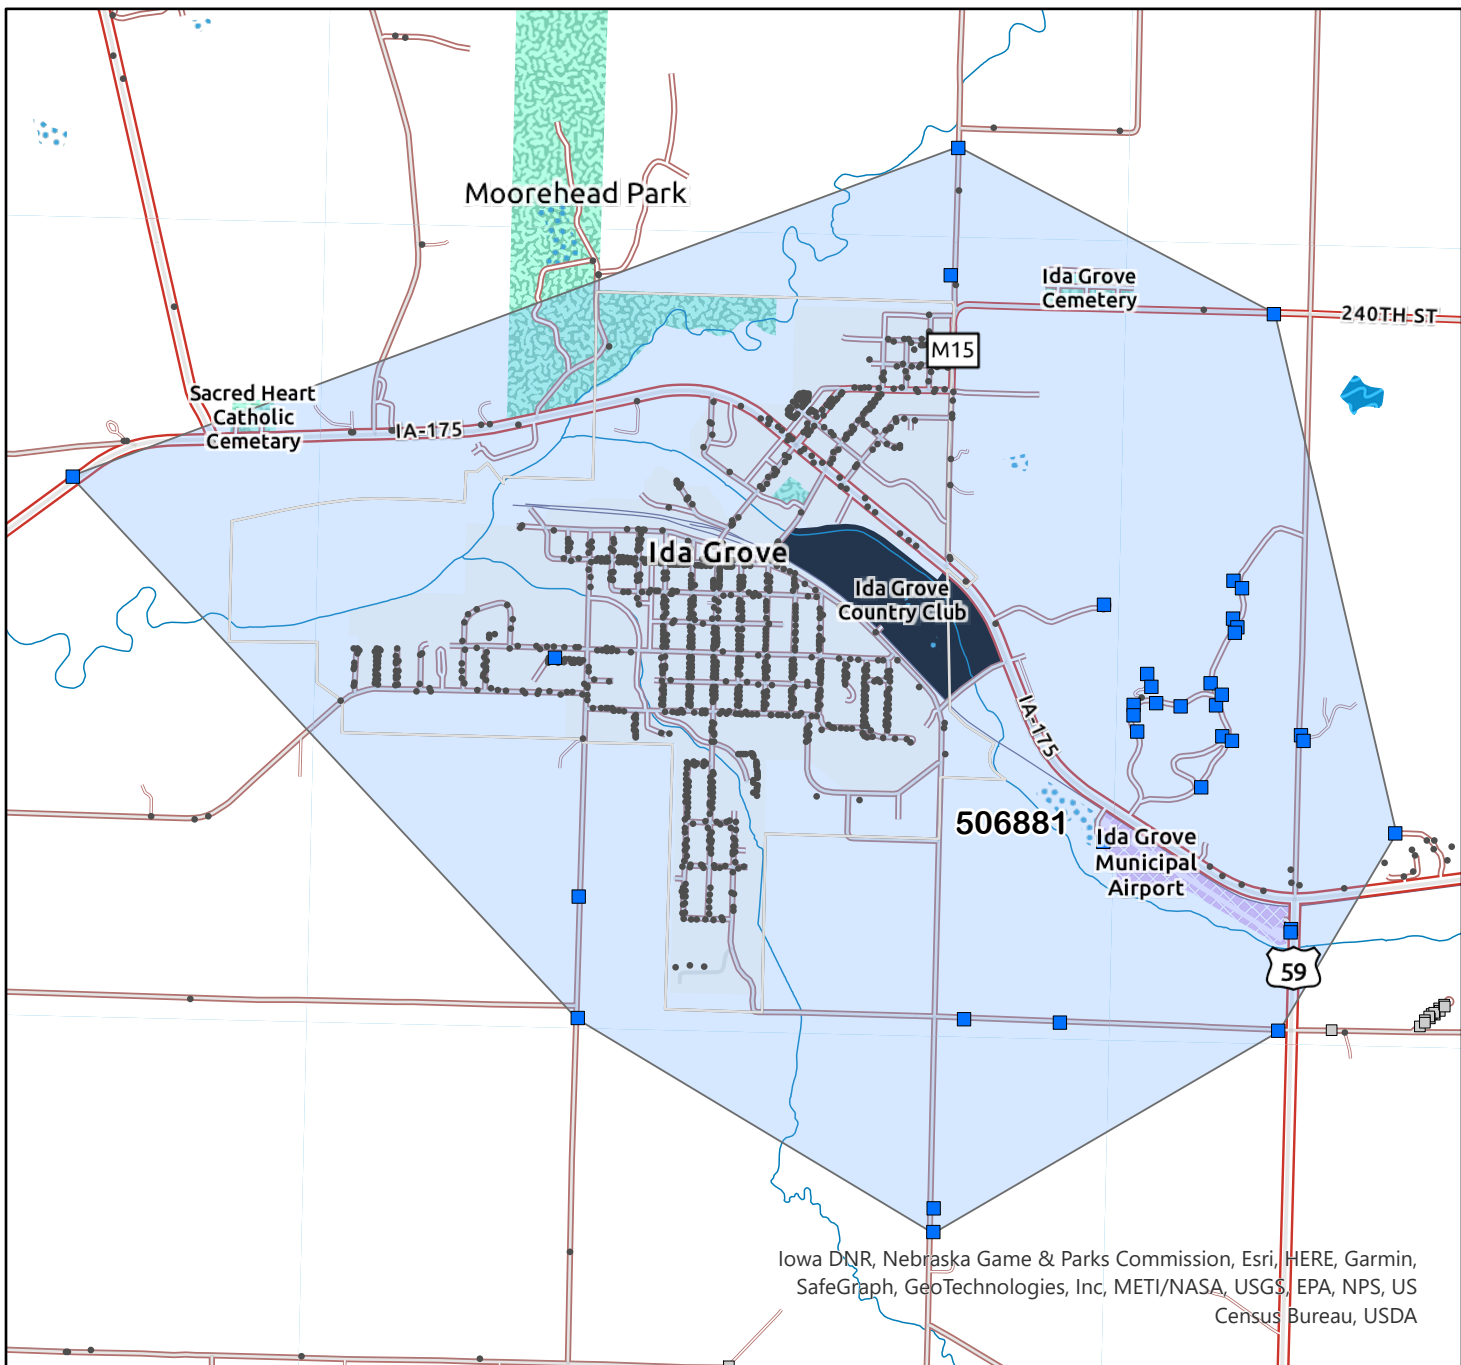 Moorehead Park
Ida Grove
Cemetery
240TH ST
M15
Sacred Heart
Catholic
Cemetary
IA-175
Ida Grove
Ida Grove
Country Club
IA-175
506881
Ida Grove
Municipal
Airport
59
Iowa DNR, Nebraska Game & Parks Commission, Esri, HERE, Garmin,
SafeGraph, GeoTechnologies, Inc, METI/NASA, USGS, EPA, NPS, US
Census Bureau, USDA